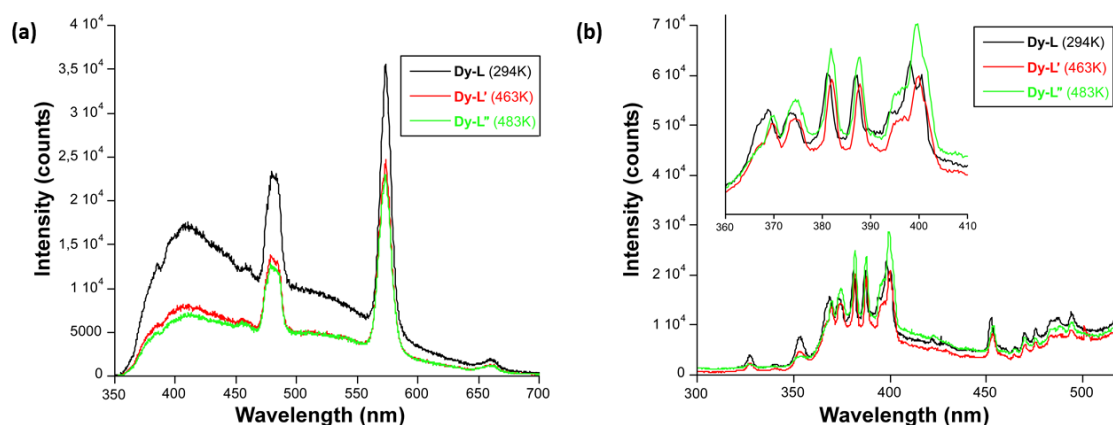 (a)
Intensity (counts)
4 10⁴
3,5 10⁴
3 10⁴
2,5 10⁴
2 10⁴
1,5 10⁴
1 10⁴
5000
0
350 400 450 500 550 600 650 700
Wavelength (nm)
Dy-L (294K)
Dy-L' (463K)
Dy-L" (483K)
(b)
Intensity (counts)
7 10⁴
6 10⁴
5 10⁴
4 10⁴
3 10⁴
2 10⁴
1 10⁴
0
360 370 380 390 400 410
Dy-L (294K)
Dy-L' (463K)
Dy-L" (483K)
300 350 400 450 500
Wavelength (nm)